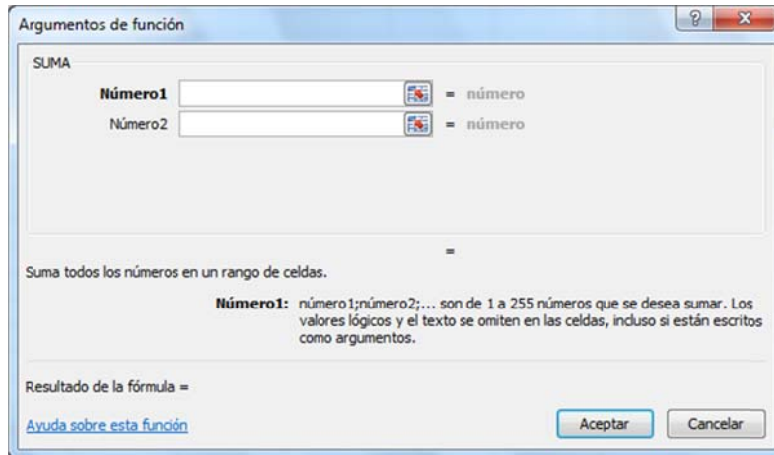 Argumentos de función
SUMA
Número1 = número
Número2 = número
=
Suma todos los números en un rango de celdas.
Número1: número1;número2;... son de 1 a 255 números que se desea sumar. Los
valores lógicos y el texto se omiten en las celdas, incluso si están escritos
como argumentos.
Resultado de la fórmula =
Ayuda sobre esta función
Aceptar Cancelar